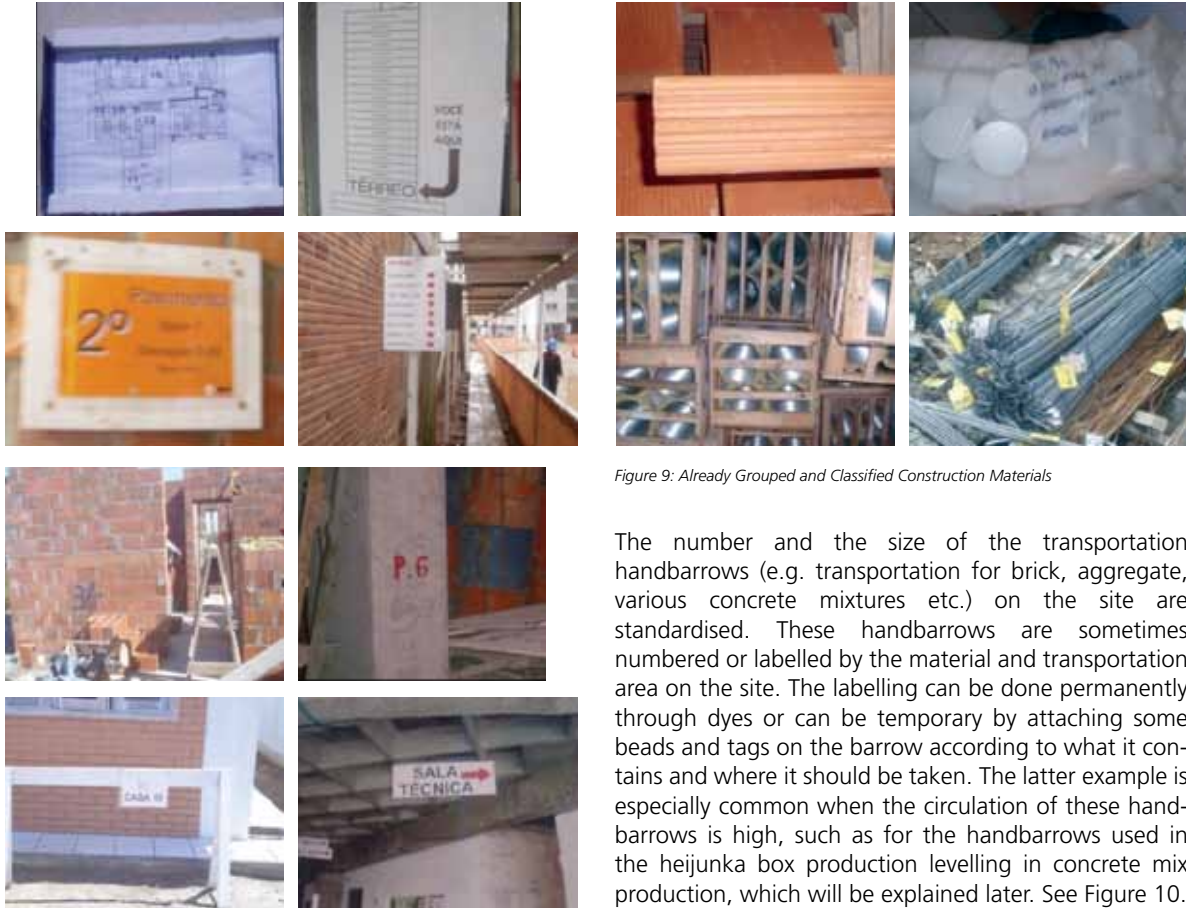 VOCÊ
ESTÁ
AQUI
TÉRREO
2º
P.6
CASA
SALA
TÉCNICA
Figure 9: Already Grouped and Classified Construction Materials
The number and the size of the transportation
handbarrows (e.g. transportation for brick, aggregate,
various concrete mixtures etc.) on the site are
standardised. These handbarrows are sometimes
numbered or labelled by the material and transportation
area on the site. The labelling can be done permanently
through dyes or can be temporary by attaching some
beads and tags on the barrow according to what it con-
tains and where it should be taken. The latter example is
especially common when the circulation of these hand-
barrows is high, such as for the handbarrows used in
the heijunka box production levelling in concrete mix
production, which will be explained later. See Figure 10.